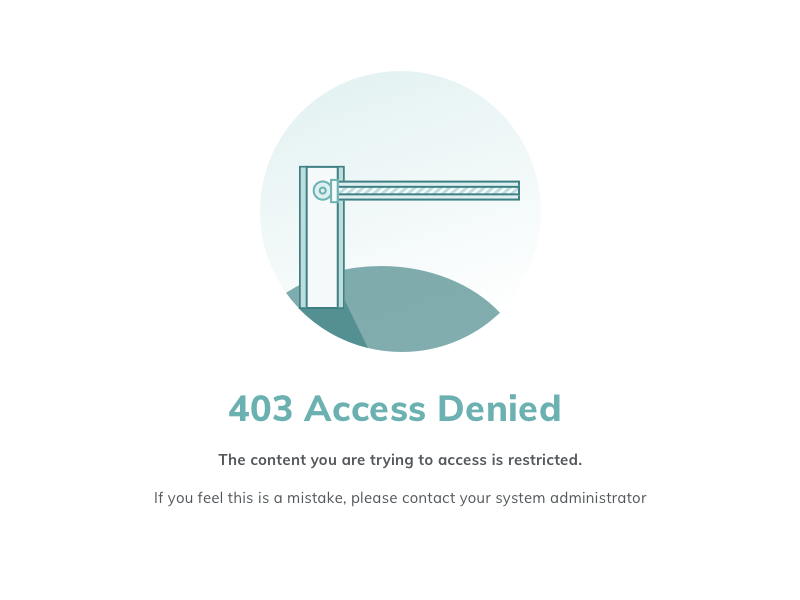 403 Access Denied
The content you are trying to access is restricted.
If you feel this is a mistake, please contact your system administrator